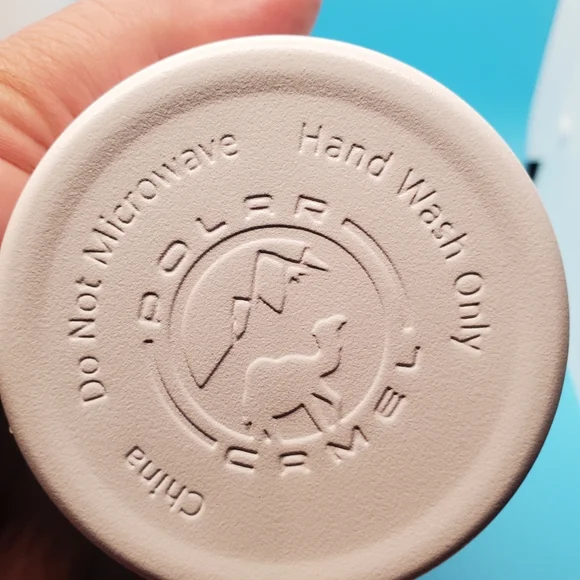 Do Not Microwave
Hand Wash Only
POLAR
CAMEL
China